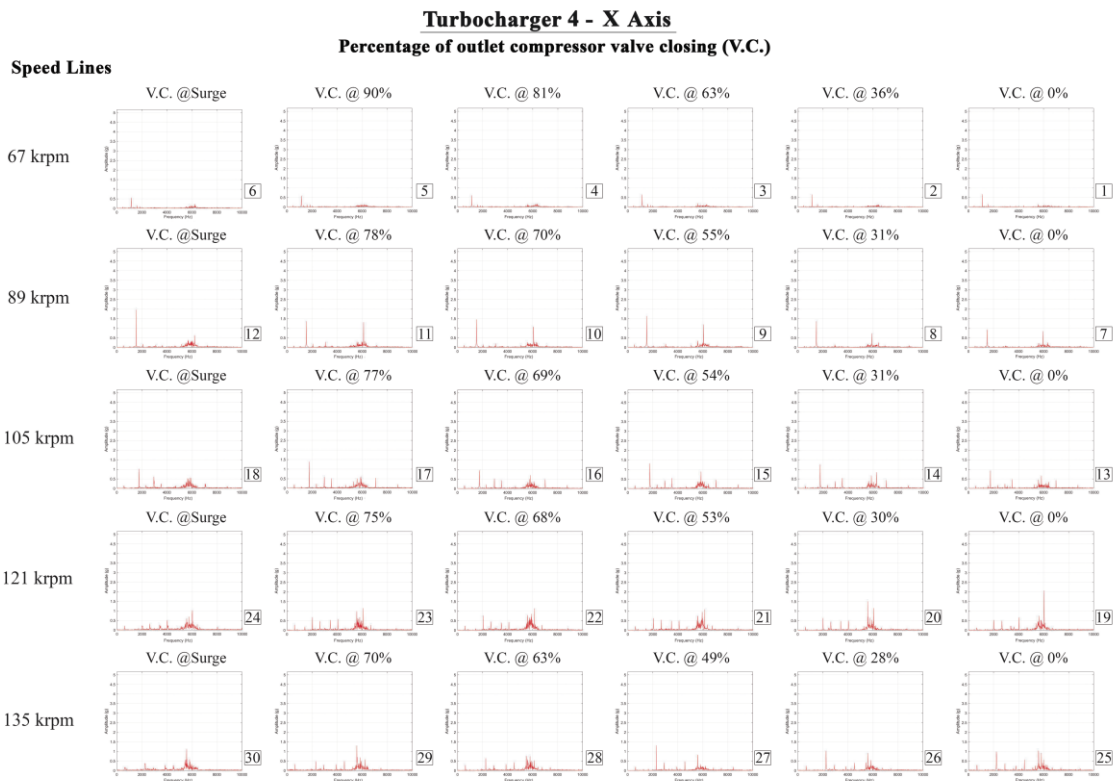 Turbocharger 4 - X Axis
Percentage of outlet compressor valve closing (V.C.)
Speed Lines
V.C. @Surge V.C. @ 90% V.C. @ 81% V.C. @ 63% V.C. @ 36% V.C. @ 0%
67 krpm
6 5 4 3 2 1
V.C. @Surge V.C. @ 78% V.C. @ 70% V.C. @ 55% V.C. @ 31% V.C. @ 0%
89 krpm
12 11 10 9 8 7
V.C. @Surge V.C. @ 77% V.C. @ 69% V.C. @ 54% V.C. @ 31% V.C. @ 0%
105 krpm
18 17 16 15 14 13
V.C. @Surge V.C. @ 75% V.C. @ 68% V.C. @ 53% V.C. @ 30% V.C. @ 0%
121 krpm
24 23 22 21 20 19
V.C. @Surge V.C. @ 70% V.C. @ 63% V.C. @ 49% V.C. @ 28% V.C. @ 0%
135 krpm
30 29 28 27 26 25
Amplitude (g)
Frequency (Hz)